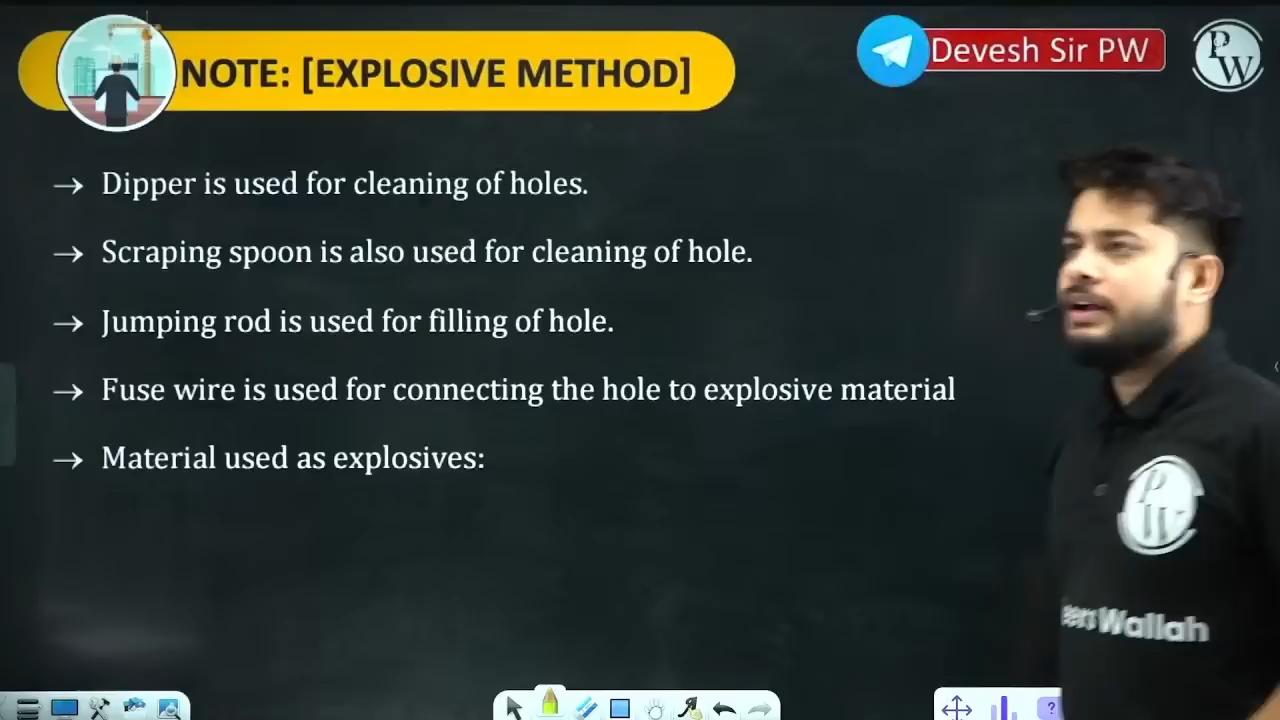 NOTE: [EXPLOSIVE METHOD]
Devesh Sir PW
PW
→ Dipper is used for cleaning of holes.
→ Scraping spoon is also used for cleaning of hole.
→ Jumping rod is used for filling of hole.
→ Fuse wire is used for connecting the hole to explosive material
→ Material used as explosives:
PW
Wallah
?